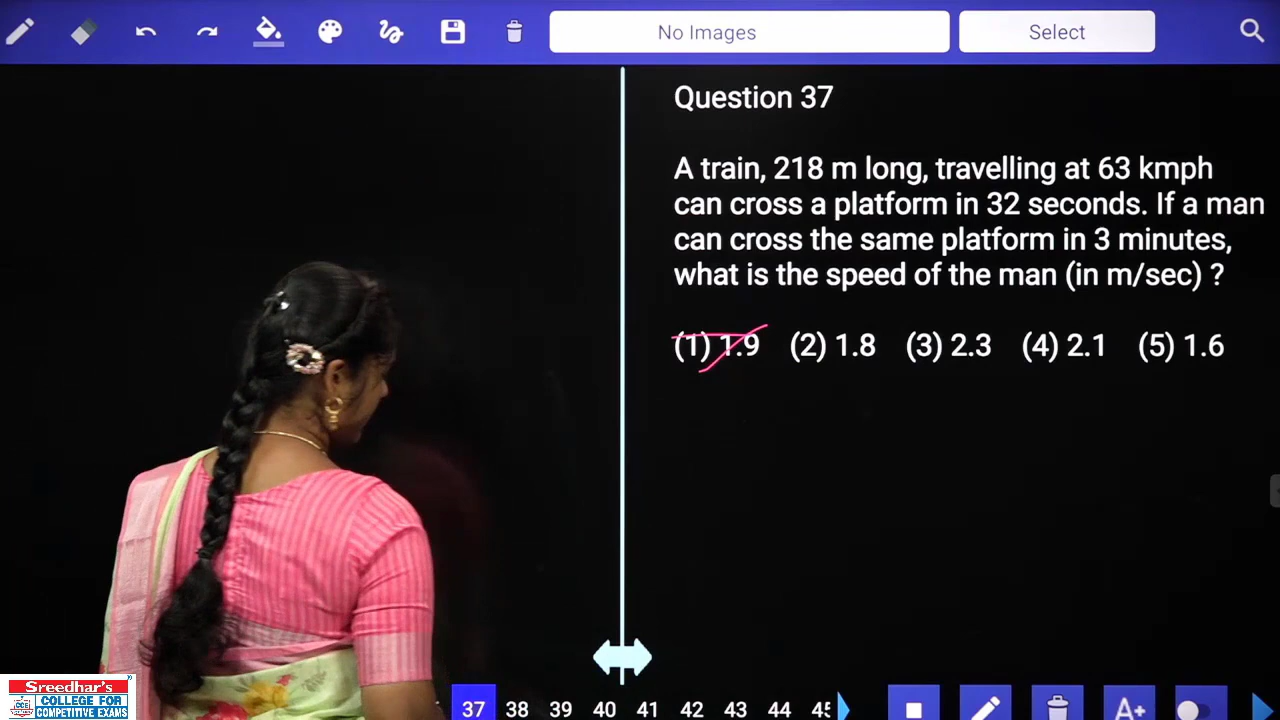 No Images
Select
Question 37
A train, 218 m long, travelling at 63 kmph
can cross a platform in 32 seconds. If a man
can cross the same platform in 3 minutes,
what is the speed of the man (in m/sec) ?
(1) 1.9 (2) 1.8 (3) 2.3 (4) 2.1 (5) 1.6
Sreedhar's
CCE
COLLEGE FOR
COMPETITIVE EXAMS
37 38 39 40 41 42 43 44 45
A+